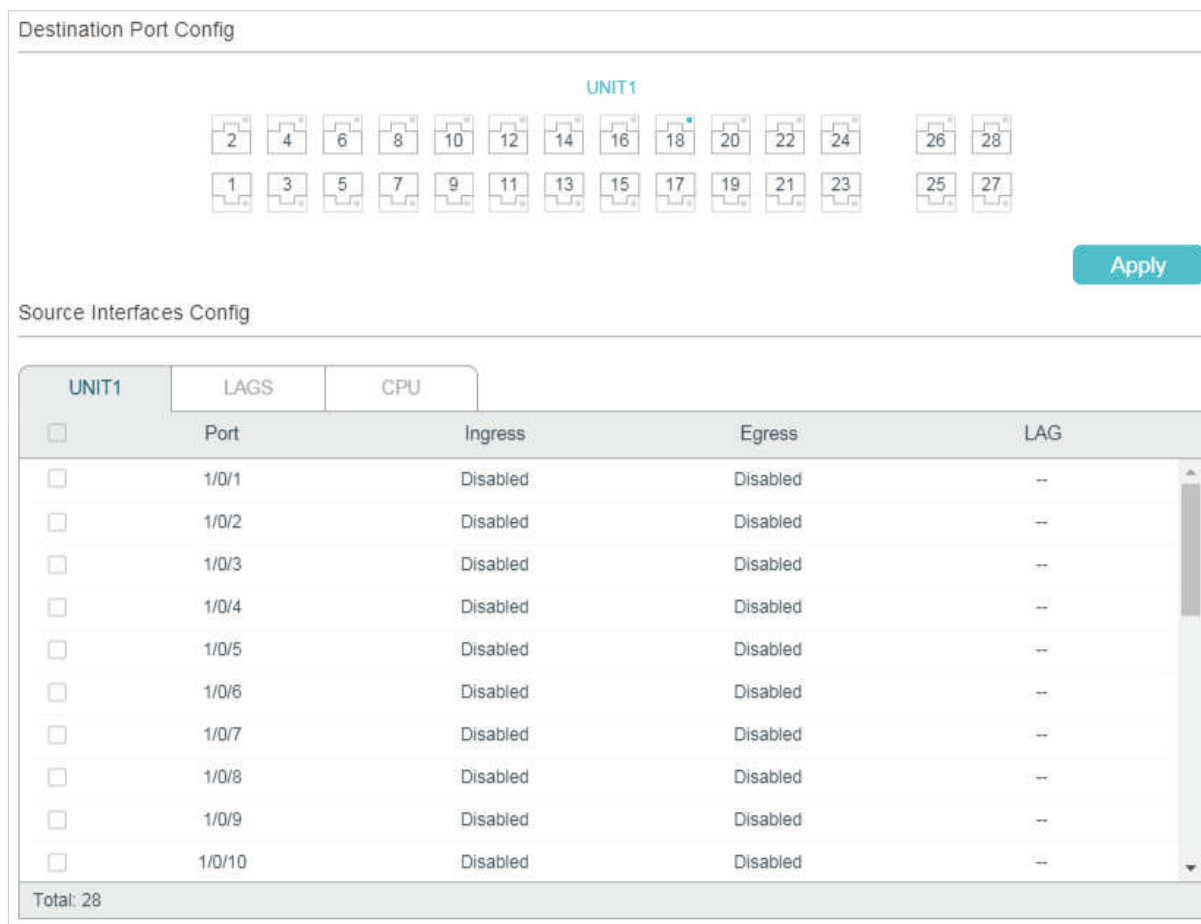 Destination Port Config
UNIT1
2 4 6 8 10 12 14 16 18 20 22 24 26 28
1 3 5 7 9 11 13 15 17 19 21 23 25 27
Apply
Source Interfaces Config
UNIT1 LAGS CPU
Port Ingress Egress LAG
1/0/1 Disabled Disabled --
1/0/2 Disabled Disabled --
1/0/3 Disabled Disabled --
1/0/4 Disabled Disabled --
1/0/5 Disabled Disabled --
1/0/6 Disabled Disabled --
1/0/7 Disabled Disabled --
1/0/8 Disabled Disabled --
1/0/9 Disabled Disabled --
1/0/10 Disabled Disabled --
Total: 28